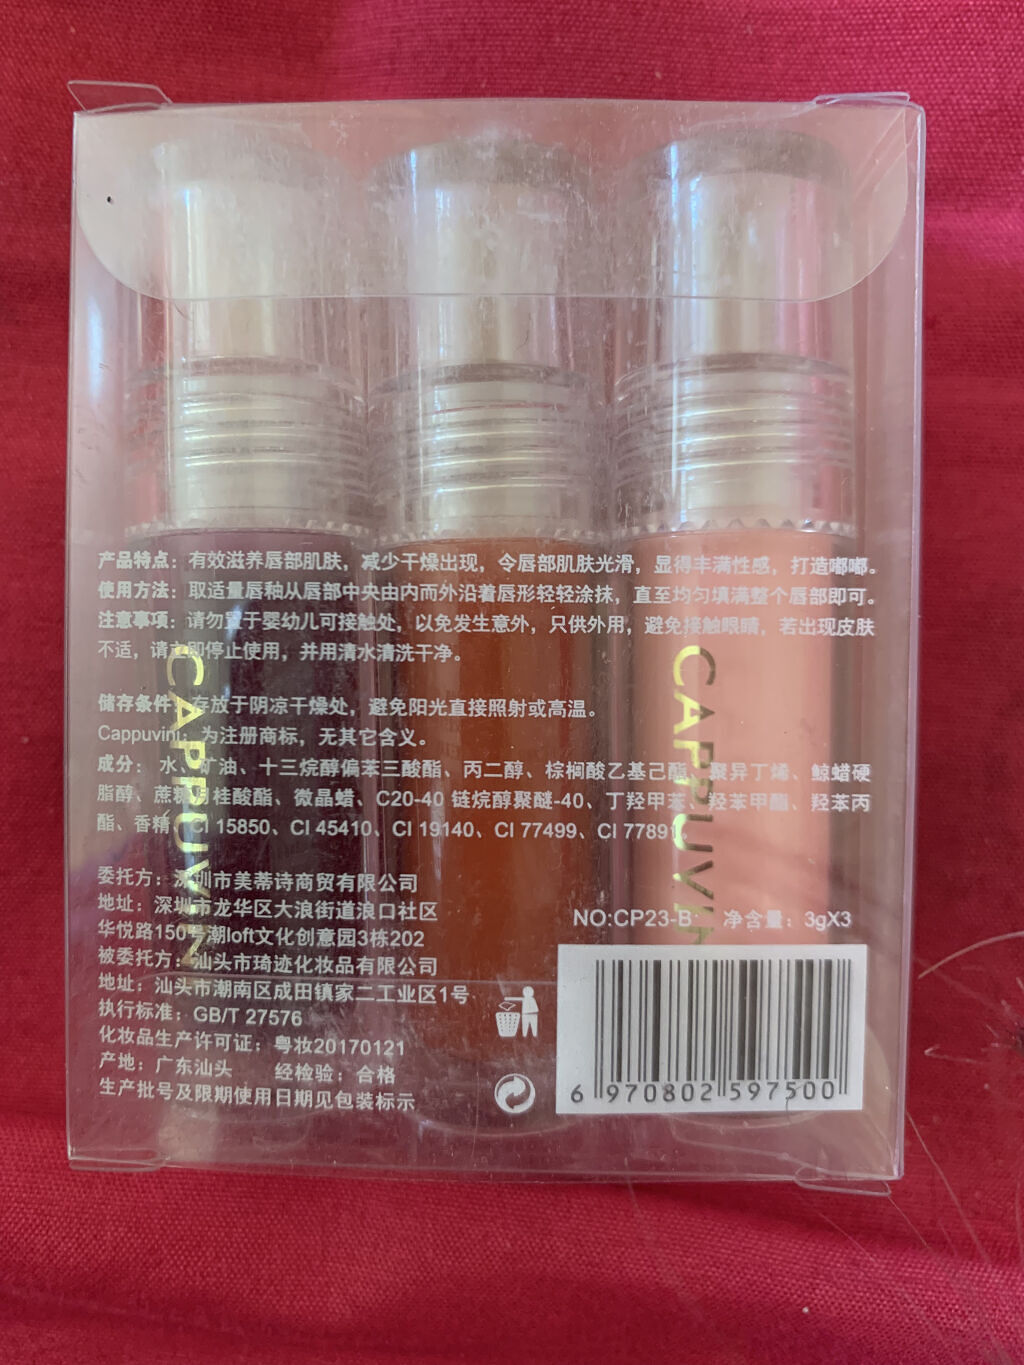 产品特点：有效滋养唇部肌肤，减少干燥出现，令唇部肌肤光滑，显得丰满性感，打造嘟嘟。
使用方法：取适量唇釉从唇部中央由内而外沿着唇形轻轻涂抹，直至均匀填满整个唇部即可。
注意事项：请勿置于婴幼儿可接触处，以免发生意外，只供外用，避免接触眼睛，若出现皮肤
不适，请立即停止使用，并用清水清洗干净。
储存条件：存放于阴凉干燥处，避免阳光直接照射或高温。
Cappuvini：为注册商标，无其它含义。
成分：水、矿油、十三烷醇偏苯三酸酯、丙二醇、棕榈酸乙基己酯、聚异丁烯、鲸蜡硬
脂醇、蔗糖月桂酸酯、微晶蜡、C20-40 链烷醇聚醚-40、丁羟甲苯、羟苯甲酯、羟苯丙
酯、香精、CI 15850、CI 45410、CI 19140、CI 77499、CI 77891。
委托方：深圳市美蒂诗商贸有限公司
地址：深圳市龙华区大浪街道浪口社区
华悦路150号潮loft文化创意园3栋202
被委托方：汕头市琦迹化妆品有限公司
地址：汕头市潮南区成田镇家二工业区1号
执行标准：GB/T 27576
化妆品生产许可证：粤妆20170121
产地：广东汕头 经检验：合格
生产批号及限期使用日期见包装标示
NO:CP23-B 净含量：3gX3
6 970802 597500
CAPPUVIN
CAPPUVIN